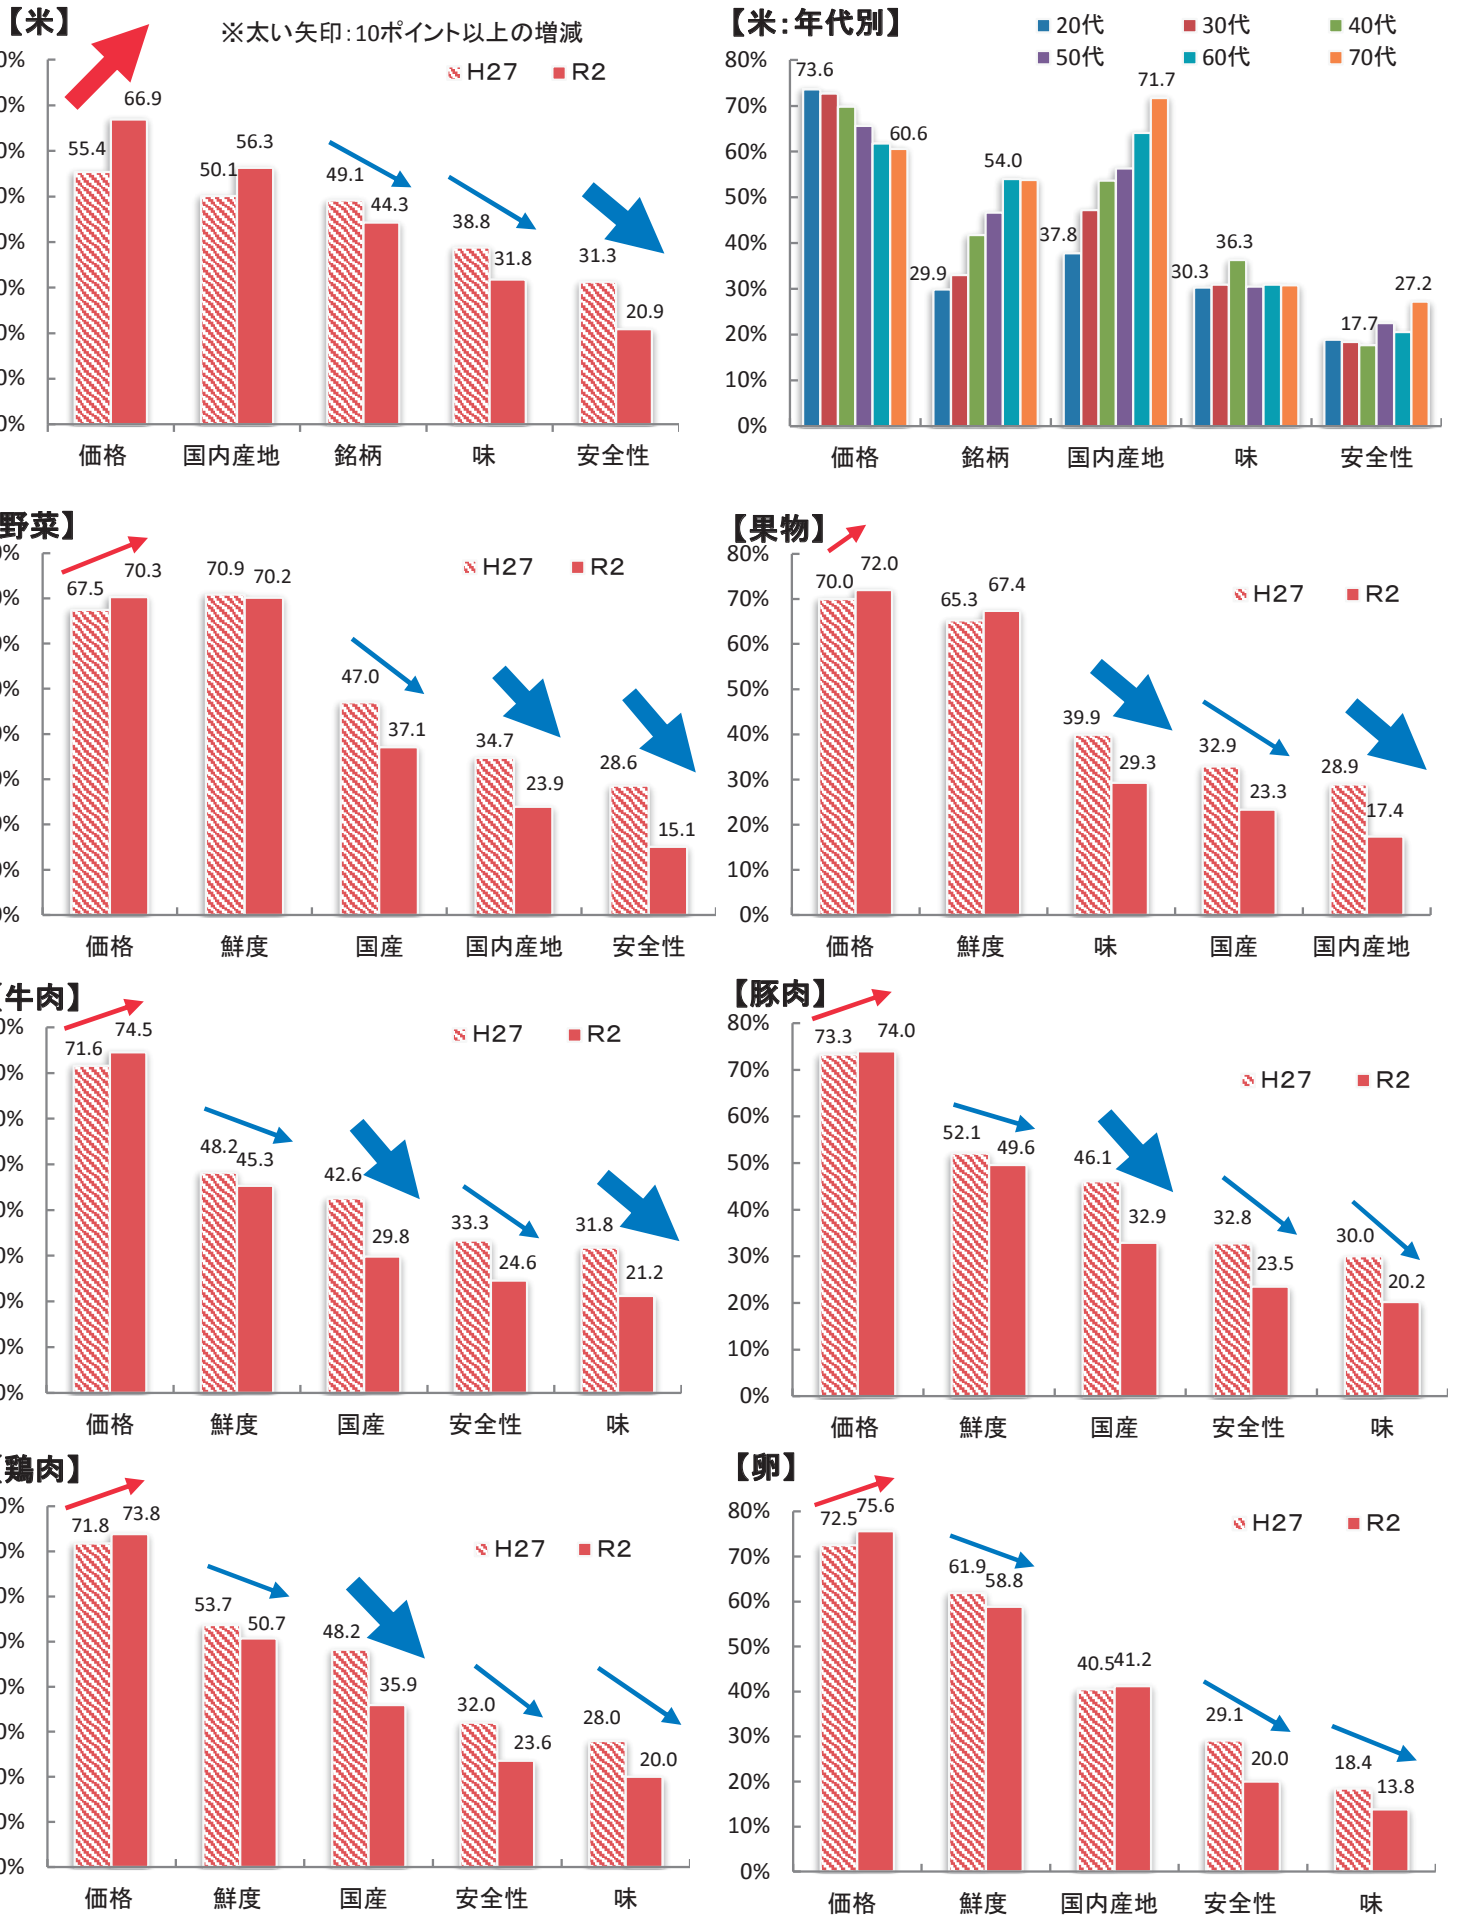 【米】
※太い矢印：10ポイント以上の増減
H27 R2
55.4 66.9 50.1 56.3 49.1 44.3 38.8 31.8 31.3 20.9
価格 国内産地 銘柄 味 安全性
【米：年代別】
20代 30代 40代
50代 60代 70代
80%
70%
60%
50%
40%
30%
20%
10%
0%
73.6 60.6 29.9 54.0 37.8 71.7 30.3 36.3 17.7 27.2
価格 銘柄 国内産地 味 安全性
野菜】
H27 R2
67.5 70.3 70.9 70.2 47.0 37.1 34.7 23.9 28.6 15.1
価格 鮮度 国産 国内産地 安全性
【果物】
H27 R2
80%
70%
60%
50%
40%
30%
20%
10%
0%
70.0 72.0 65.3 67.4 39.9 29.3 32.9 23.3 28.9 17.4
価格 鮮度 味 国産 国内産地
【牛肉】
H27 R2
71.6 74.5 48.2 45.3 42.6 29.8 33.3 24.6 31.8 21.2
価格 鮮度 国産 安全性 味
【豚肉】
H27 R2
80%
70%
60%
50%
40%
30%
20%
10%
0%
73.3 74.0 52.1 49.6 46.1 32.9 32.8 23.5 30.0 20.2
価格 鮮度 国産 安全性 味
【鶏肉】
H27 R2
71.8 73.8 53.7 50.7 48.2 35.9 32.0 23.6 28.0 20.0
価格 鮮度 国産 安全性 味
【卵】
H27 R2
80%
70%
60%
50%
40%
30%
20%
10%
0%
72.5 75.6 61.9 58.8 40.5 41.2 29.1 20.0 18.4 13.8
価格 鮮度 国内産地 安全性 味